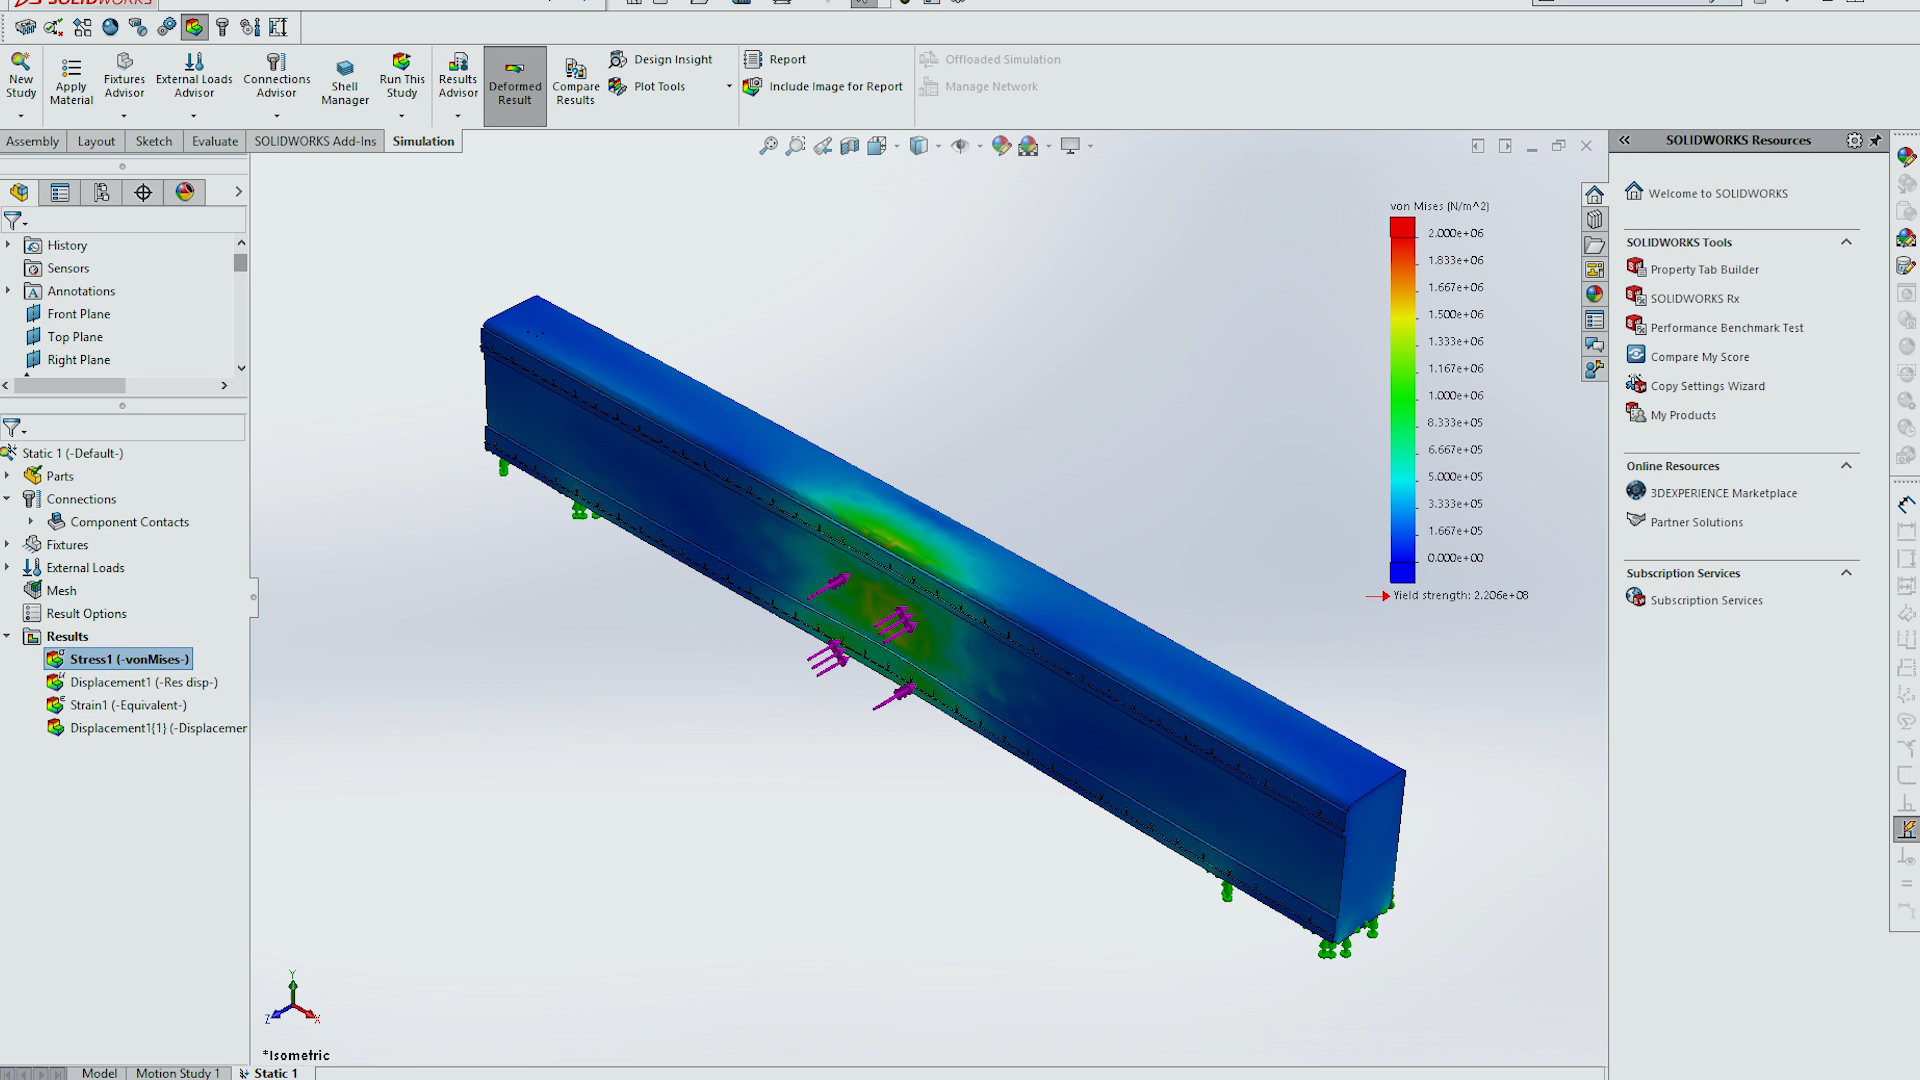 SOLIDWORKS
New Study
Apply Material
Fixtures Advisor
External Loads Advisor
Connections Advisor
Shell Manager
Run This Study
Results Advisor
Deformed Result
Compare Results
Design Insight
Plot Tools
Report
Include Image for Report
Offloaded Simulation
Manage Network
Assembly
Layout
Sketch
Evaluate
SOLIDWORKS Add-Ins
Simulation
History
Sensors
Annotations
Front Plane
Top Plane
Right Plane
Static 1 (-Default-)
Parts
Connections
Component Contacts
Fixtures
External Loads
Mesh
Result Options
Results
Stress1 (-vonMises-)
Displacement1 (-Res disp-)
Strain1 (-Equivalent-)
Displacement1{1} (-Displacemer
von Mises (N/m^2)
2.000e+06
1.833e+06
1.667e+06
1.500e+06
1.333e+06
1.167e+06
1.000e+06
8.333e+05
6.667e+05
5.000e+05
3.333e+05
1.667e+05
0.000e+00
Yield strength: 2.206e+08
Y
Z
X
*Isometric
Model
Motion Study 1
Static 1
SOLIDWORKS Resources
Welcome to SOLIDWORKS
SOLIDWORKS Tools
Property Tab Builder
SOLIDWORKS Rx
Performance Benchmark Test
Compare My Score
Copy Settings Wizard
My Products
Online Resources
3DEXPERIENCE Marketplace
Partner Solutions
Subscription Services
Subscription Services